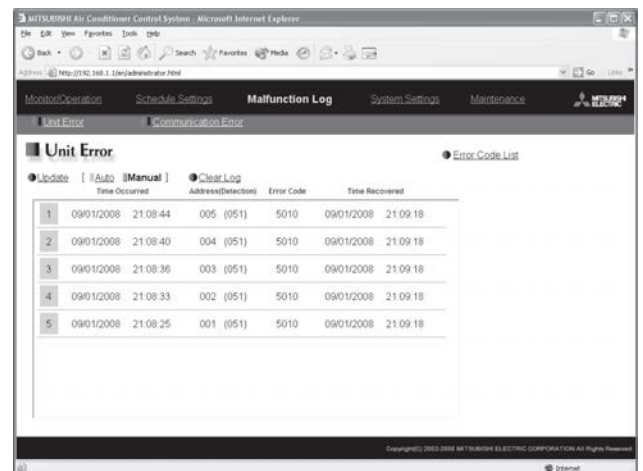 MITSUBISHI Air Conditioner Control System - Microsoft Internet Explorer
File Edit View Favorites Tools Help
Back Search Favorites Media
Address http://192.168.1.1/en/administrator.html Go Links
Monitor/Operation Schedule Settings Malfunction Log System Settings Maintenance MITSUBISHI ELECTRIC
Unit Error Communication Error
Unit Error Error Code List
Update [ Auto Manual ] Clear Log
Time Occurred Address(Detection) Error Code Time Recovered
1 09/01/2008 21:08:44 005 (051) 5010 09/01/2008 21:09:18
2 09/01/2008 21:08:40 004 (051) 5010 09/01/2008 21:09:18
3 09/01/2008 21:08:36 003 (051) 5010 09/01/2008 21:09:18
4 09/01/2008 21:08:33 002 (051) 5010 09/01/2008 21:09:18
5 09/01/2008 21:08:25 001 (051) 5010 09/01/2008 21:09:18
Copyright(C) 2003-2008 MITSUBISHI ELECTRIC CORPORATION All Rights Reserved
Internet